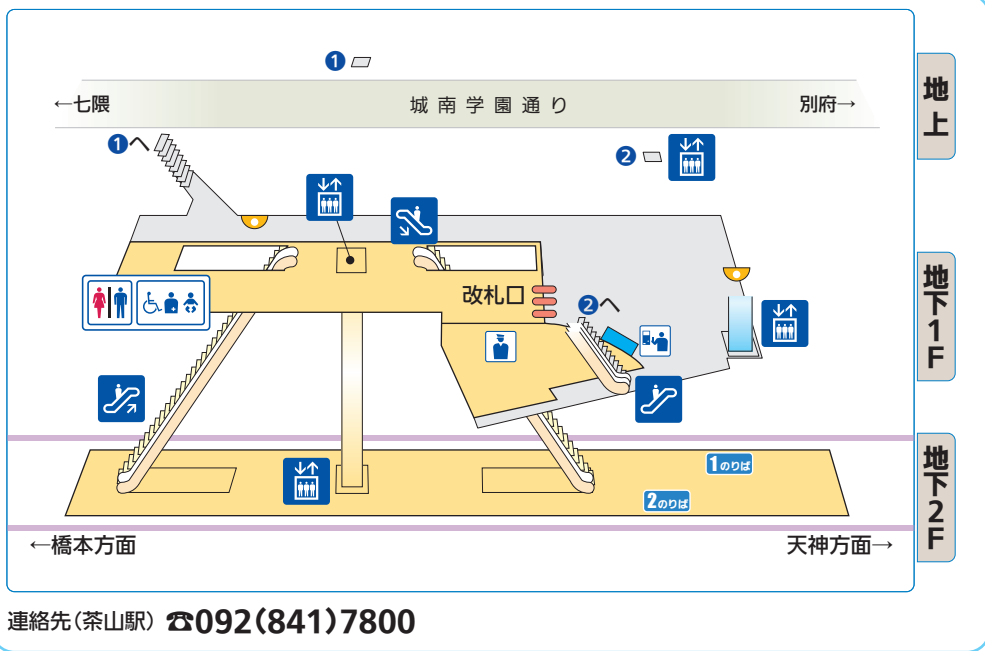 ❶
←七隈
城南学園通り
別府→
地上
❶へ
❷
改札口
❷へ
地下1F
1のりば
2のりば
地下2F
←橋本方面
天神方面→
連絡先(茶山駅) ☎092(841)7800